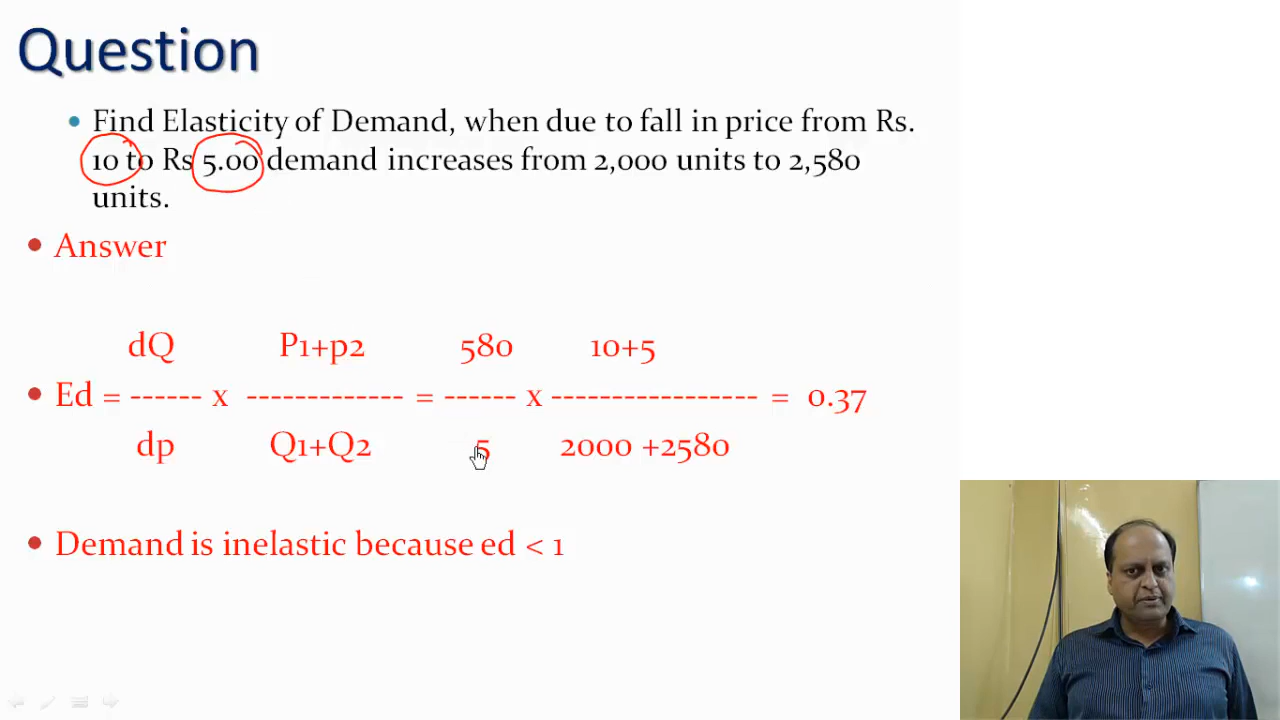 Question
• Find Elasticity of Demand, when due to fall in price from Rs.
10 to Rs 5.00 demand increases from 2,000 units to 2,580
units.
• Answer
dQ P1+p2 580 10+5
• Ed = ------ x ------------- = ------ x ----------------- = 0.37
dp Q1+Q2 5 2000 +2580
• Demand is inelastic because ed < 1